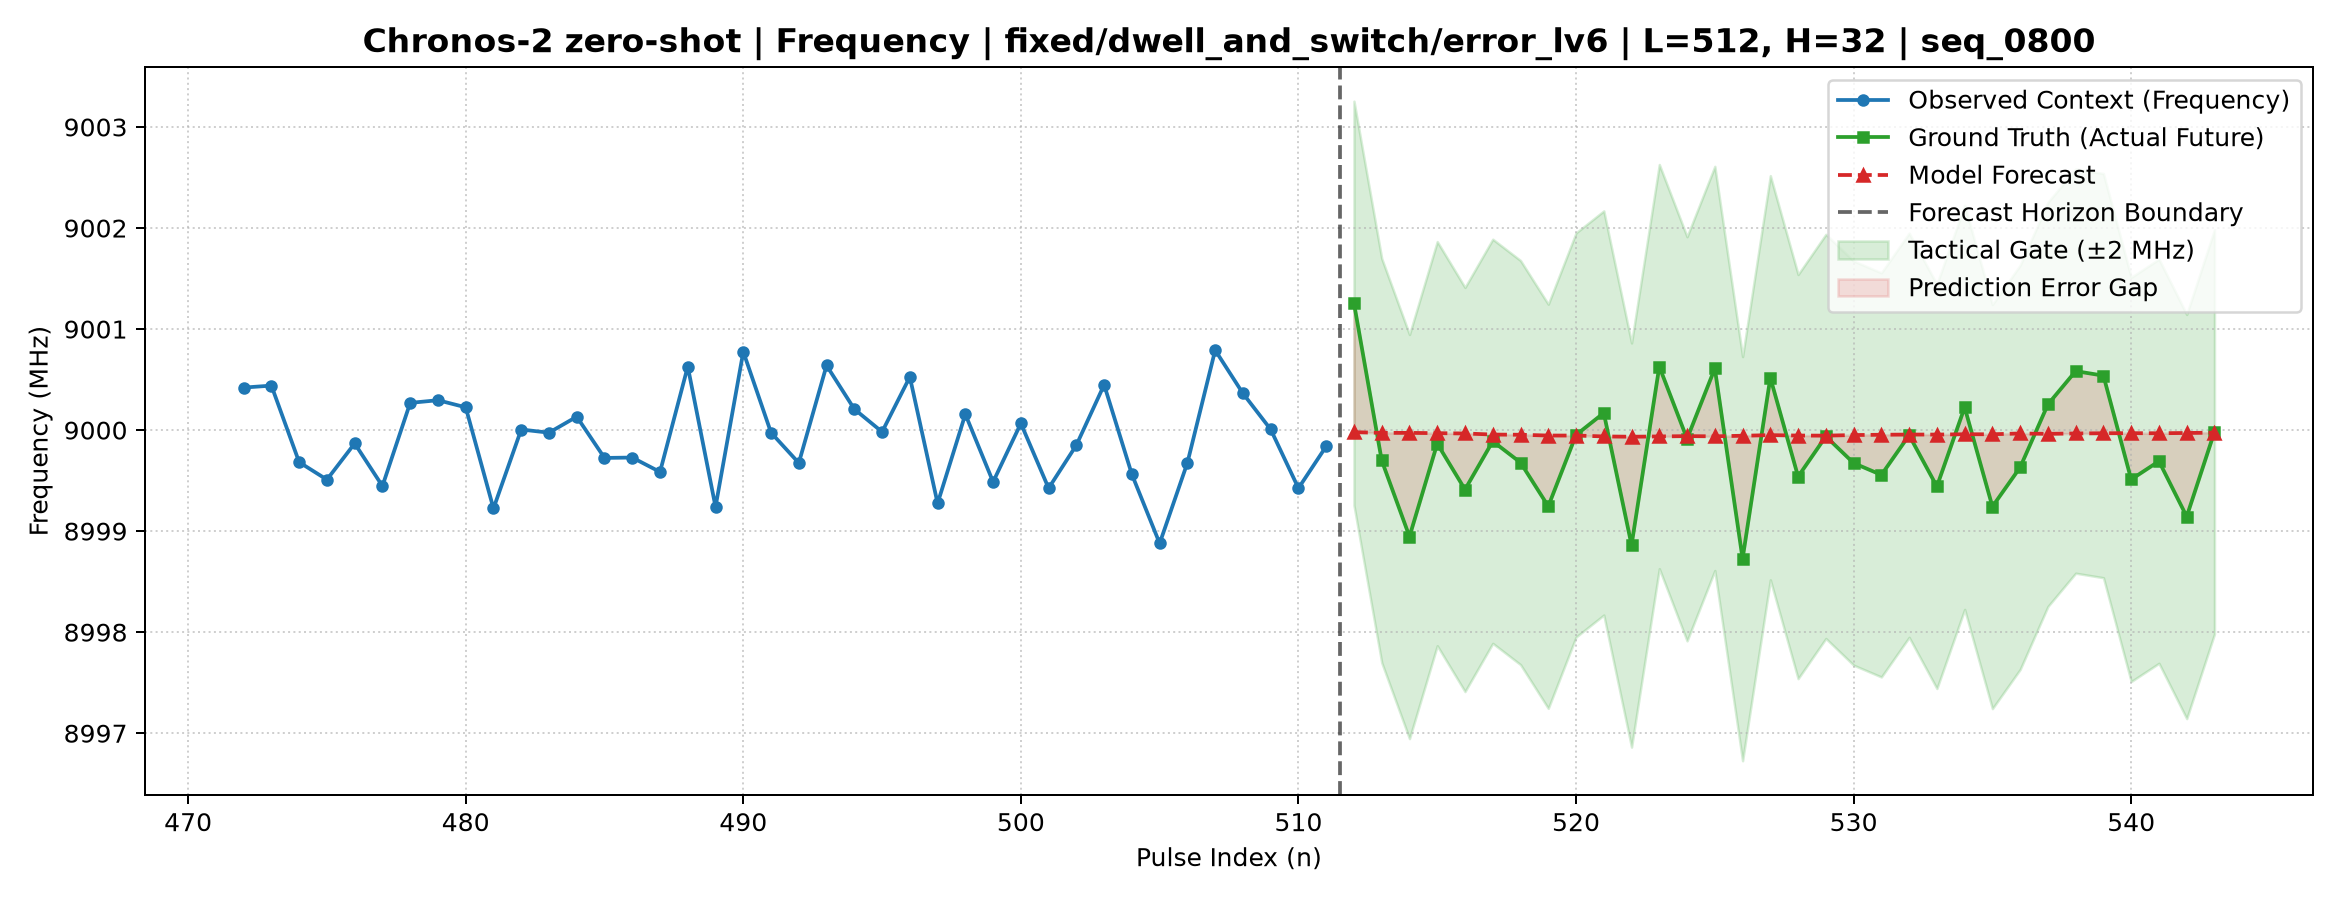 Chronos-2 zero-shot | Frequency | fixed/dwell_and_switch/error_lv6 | L=512, H=32 | seq_0800
Observed Context (Frequency)
Ground Truth (Actual Future)
Model Forecast
Forecast Horizon Boundary
Tactical Gate (±2 MHz)
Prediction Error Gap
Frequency (MHz)
9003
9002
9001
9000
8999
8998
8997
470 480 490 500 510 520 530 540
Pulse Index (n)